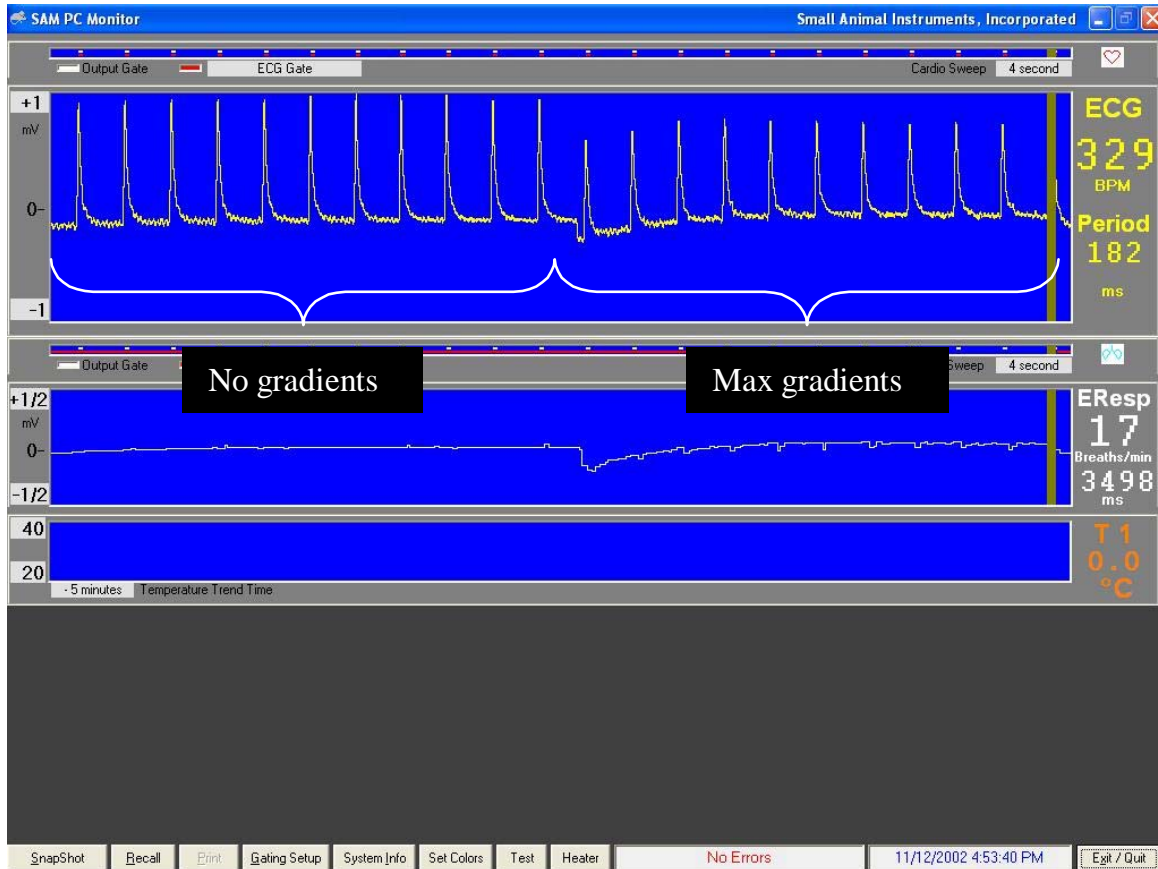 SAM PC Monitor
Small Animal Instruments, Incorporated
Output Gate
ECG Gate
Cardio Sweep
4 second
+1
mV
0-
-1
ECG
329
BPM
Period
182
ms
No gradients
Max gradients
Output Gate
Sweep
4 second
+1/2
mV
0-
-1/2
EResp
17
Breaths/min
3498
ms
40
20
T 1
0.0
°C
- 5 minutes
Temperature Trend Time
SnapShot
Recall
Print
Gating Setup
System Info
Set Colors
Test
Heater
No Errors
11/12/2002 4:53:40 PM
Exit / Quit